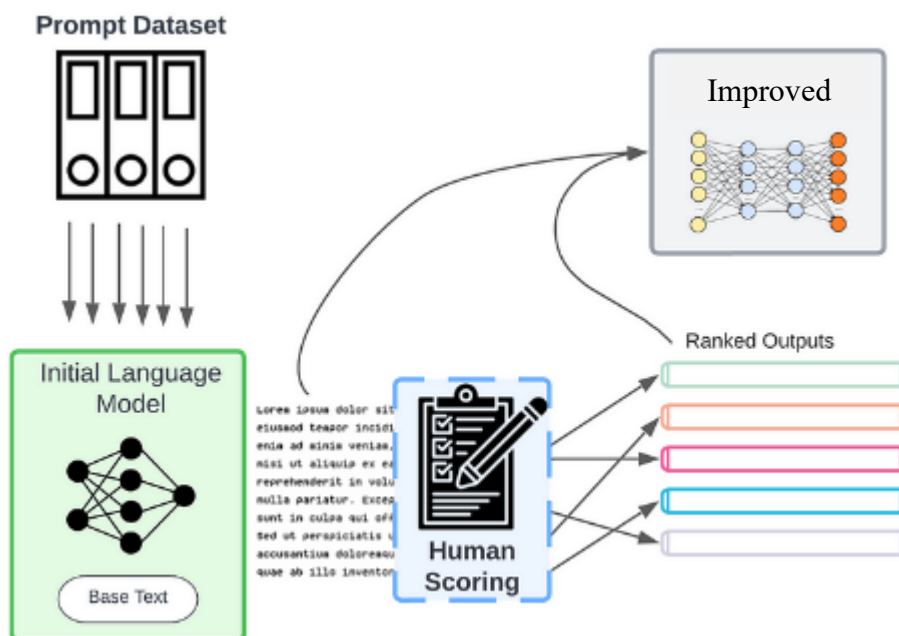 Prompt Dataset
Improved
Initial Language
Model
Base Text
Lorem ipsum dolor sit
eiusmod tempor incidi
enim ad minim veniam,
nisi ut aliquip ex ea
reprehenderit in volu
nulla pariatur. Excep
sunt in culpa qui off
Sed ut perspiciatis u
accusantium doloremqu
quae ab illo inventor
Human
Scoring
Ranked Outputs